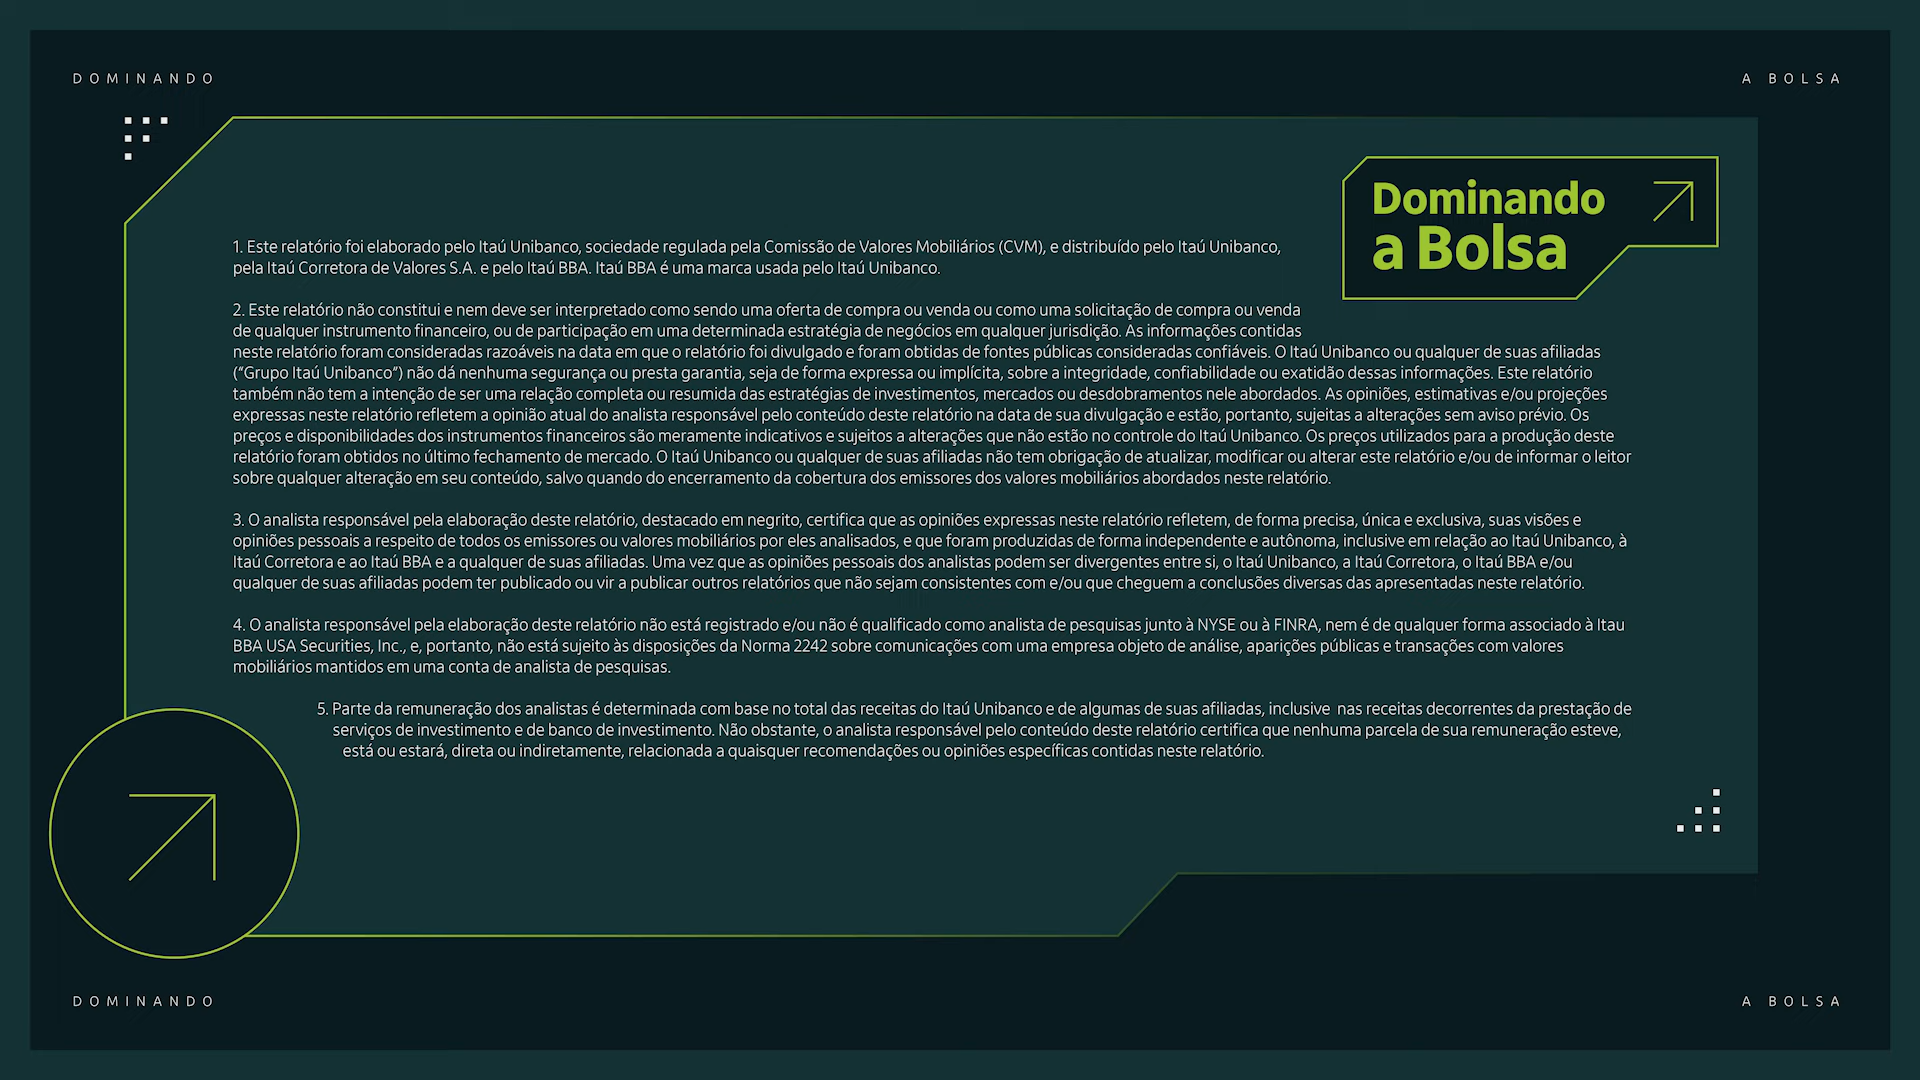 DOMINANDO
A BOLSA
Dominando
a Bolsa
1. Este relatório foi elaborado pelo Itaú Unibanco, sociedade regulada pela Comissão de Valores Mobiliários (CVM), e distribuído pelo Itaú Unibanco,
pela Itaú Corretora de Valores S.A. e pelo Itaú BBA. Itaú BBA é uma marca usada pelo Itaú Unibanco.
2. Este relatório não constitui e nem deve ser interpretado como sendo uma oferta de compra ou venda ou como uma solicitação de compra ou venda
de qualquer instrumento financeiro, ou de participação em uma determinada estratégia de negócios em qualquer jurisdição. As informações contidas
neste relatório foram consideradas razoáveis na data em que o relatório foi divulgado e foram obtidas de fontes públicas consideradas confiáveis. O Itaú Unibanco ou qualquer de suas afiliadas
("Grupo Itaú Unibanco") não dá nenhuma segurança ou presta garantia, seja de forma expressa ou implícita, sobre a integridade, confiabilidade ou exatidão dessas informações. Este relatório
também não tem a intenção de ser uma relação completa ou resumida das estratégias de investimentos, mercados ou desdobramentos nele abordados. As opiniões, estimativas e/ou projeções
expressas neste relatório refletem a opinião atual do analista responsável pelo conteúdo deste relatório na data de sua divulgação e estão, portanto, sujeitas a alterações sem aviso prévio. Os
preços e disponibilidades dos instrumentos financeiros são meramente indicativos e sujeitos a alterações que não estão no controle do Itaú Unibanco. Os preços utilizados para a produção deste
relatório foram obtidos no último fechamento de mercado. O Itaú Unibanco ou qualquer de suas afiliadas não tem obrigação de atualizar, modificar ou alterar este relatório e/ou de informar o leitor
sobre qualquer alteração em seu conteúdo, salvo quando do encerramento da cobertura dos emissores dos valores mobiliários abordados neste relatório.
3. O analista responsável pela elaboração deste relatório, destacado em negrito, certifica que as opiniões expressas neste relatório refletem, de forma precisa, única e exclusiva, suas visões e
opiniões pessoais a respeito de todos os emissores ou valores mobiliários por eles analisados, e que foram produzidas de forma independente e autônoma, inclusive em relação ao Itaú Unibanco, à
Itaú Corretora e ao Itaú BBA e a qualquer de suas afiliadas. Uma vez que as opiniões pessoais dos analistas podem ser divergentes entre si, o Itaú Unibanco, a Itaú Corretora, o Itaú BBA e/ou
qualquer de suas afiliadas podem ter publicado ou vir a publicar outros relatórios que não sejam consistentes com e/ou que cheguem a conclusões diversas das apresentadas neste relatório.
4. O analista responsável pela elaboração deste relatório não está registrado e/ou não é qualificado como analista de pesquisas junto à NYSE ou à FINRA, nem é de qualquer forma associado à Itau
BBA USA Securities, Inc., e, portanto, não está sujeito às disposições da Norma 2242 sobre comunicações com uma empresa objeto de análise, aparições públicas e transações com valores
mobiliários mantidos em uma conta de analista de pesquisas.
5. Parte da remuneração dos analistas é determinada com base no total das receitas do Itaú Unibanco e de algumas de suas afiliadas, inclusive nas receitas decorrentes da prestação de
serviços de investimento e de banco de investimento. Não obstante, o analista responsável pelo conteúdo deste relatório certifica que nenhuma parcela de sua remuneração esteve,
está ou estará, direta ou indiretamente, relacionada a quaisquer recomendações ou opiniões específicas contidas neste relatório.
DOMINANDO
A BOLSA